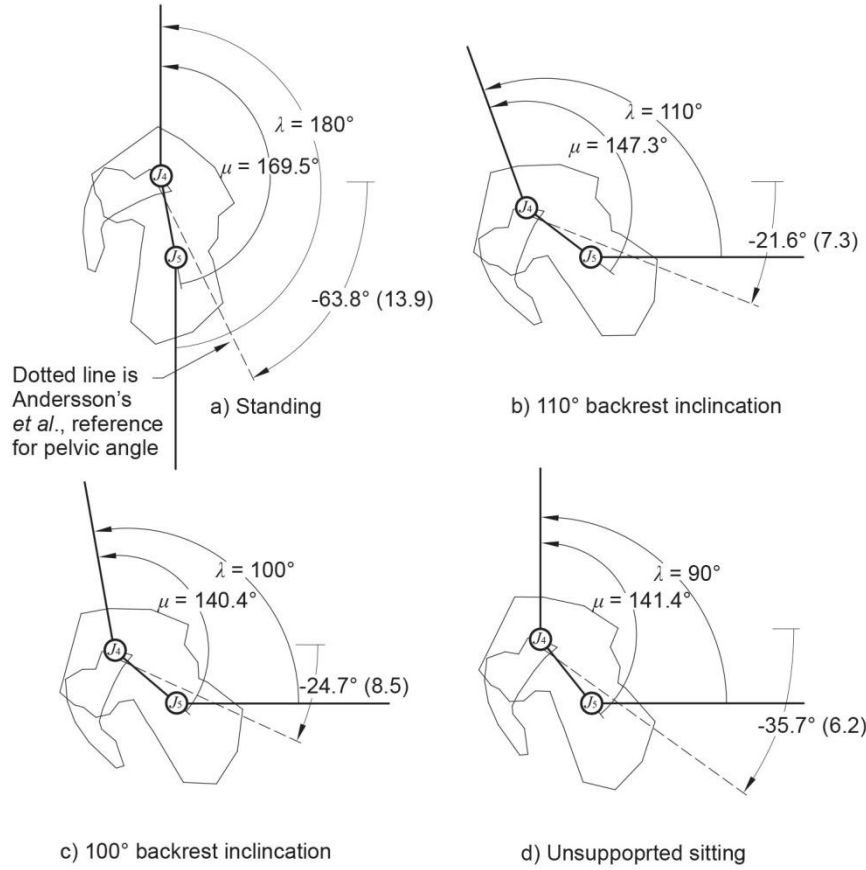 λ = 180°
μ = 169.5°
J4
J5
-63.8° (13.9)
Dotted line is
Andersson's
et al., reference
for pelvic angle
a) Standing
λ = 110°
μ = 147.3°
J4
J5
-21.6° (7.3)
b) 110° backrest inclincation
λ = 100°
μ = 140.4°
J4
J5
-24.7° (8.5)
c) 100° backrest inclincation
λ = 90°
μ = 141.4°
J4
J5
-35.7° (6.2)
d) Unsuppoprted sitting